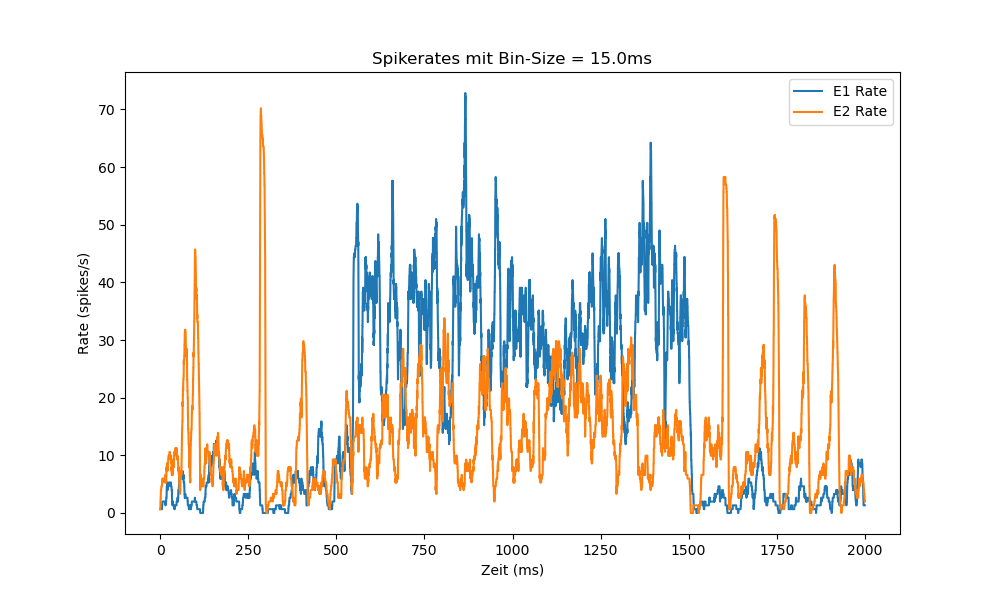 Spikerates mit Bin-Size = 15.0ms
E1 Rate
E2 Rate
Rate (spikes/s)
70
60
50
40
30
20
10
0
0 250 500 750 1000 1250 1500 1750 2000
Zeit (ms)